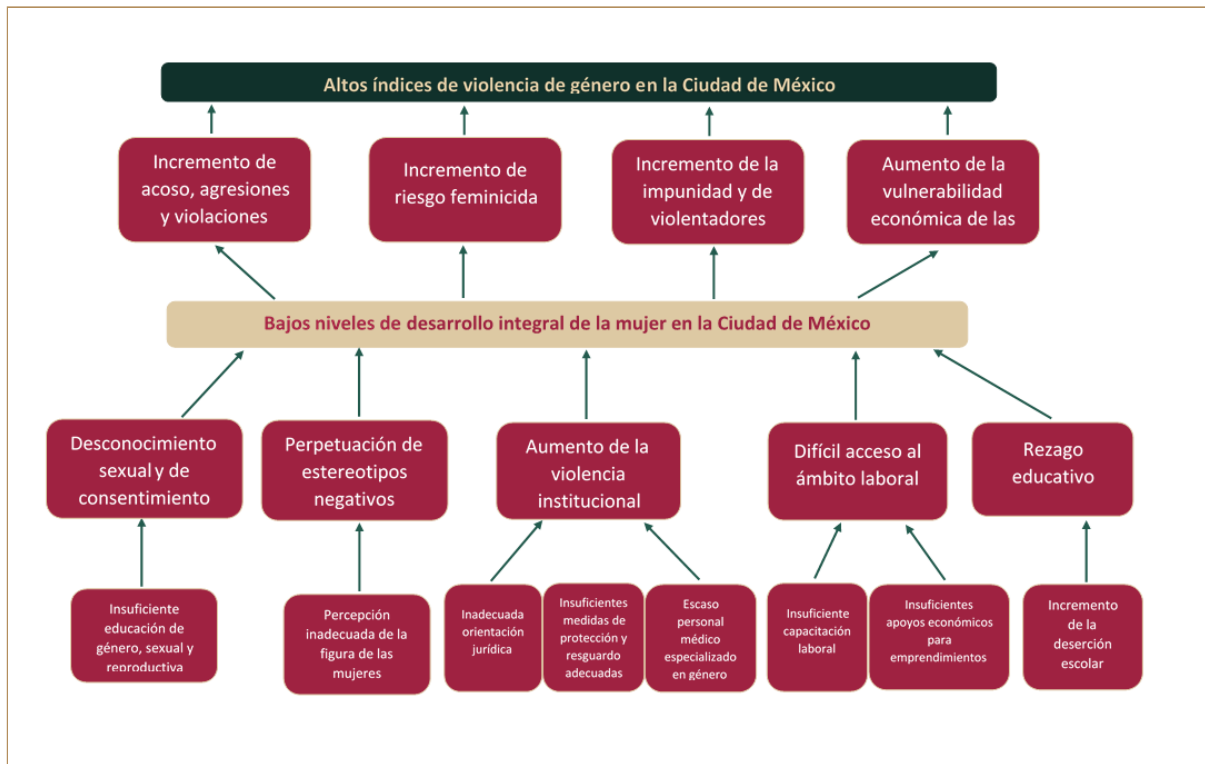 Altos índices de violencia de género en la Ciudad de México
Incremento de
acoso, agresiones
y violaciones
Incremento de
riesgo feminicida
Incremento de la
impunidad y de
violentadores
Aumento de la
vulnerabilidad
económica de las
Bajos niveles de desarrollo integral de la mujer en la Ciudad de México
Desconocimiento
sexual y de
consentimiento
Perpetuación de
estereotipos
negativos
Aumento de la
violencia
institucional
Difícil acceso al
ámbito laboral
Rezago
educativo
Insuficiente
educación de
género, sexual y
reproductiva
Percepción
inadecuada de la
figura de las
mujeres
Inadecuada
orientación
jurídica
Insuficientes
medidas de
protección y
resguardo
adecuadas
Escaso
personal
médico
especializado
en género
Insuficiente
capacitación
laboral
Insuficientes
apoyos económicos
para
emprendimientos
Incremento
de la
deserción
escolar